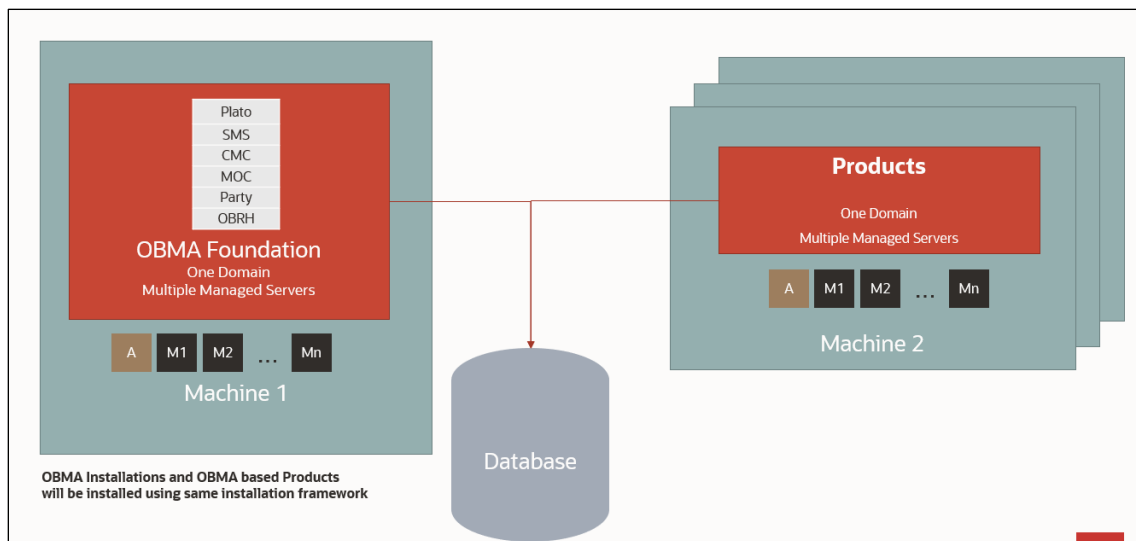 Plato
SMS
CMC
MOC
Party
OBRH
OBMA Foundation
One Domain
Multiple Managed Servers
A M1 M2 ... Mn
Machine 1
OBMA Installations and OBMA based Products
will be installed using same installation framework
Database
Products
One Domain
Multiple Managed Servers
A M1 M2 ... Mn
Machine 2